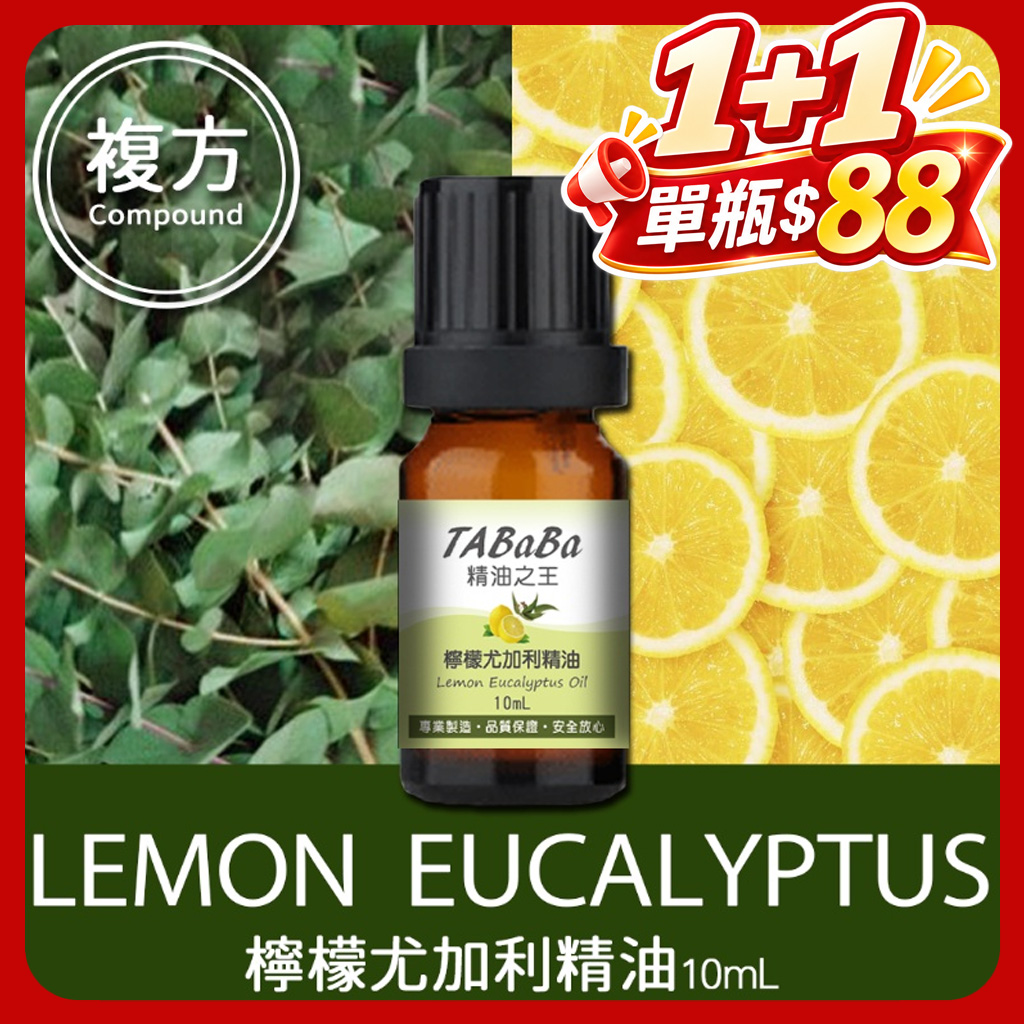 複方
Compound
1+1
單瓶$88
TABaBa
精油之王
檸檬尤加利精油
Lemon Eucalyptus Oil
10mL
專業製造・品質保證・安全放心
LEMON EUCALYPTUS
檸檬尤加利精油10mL